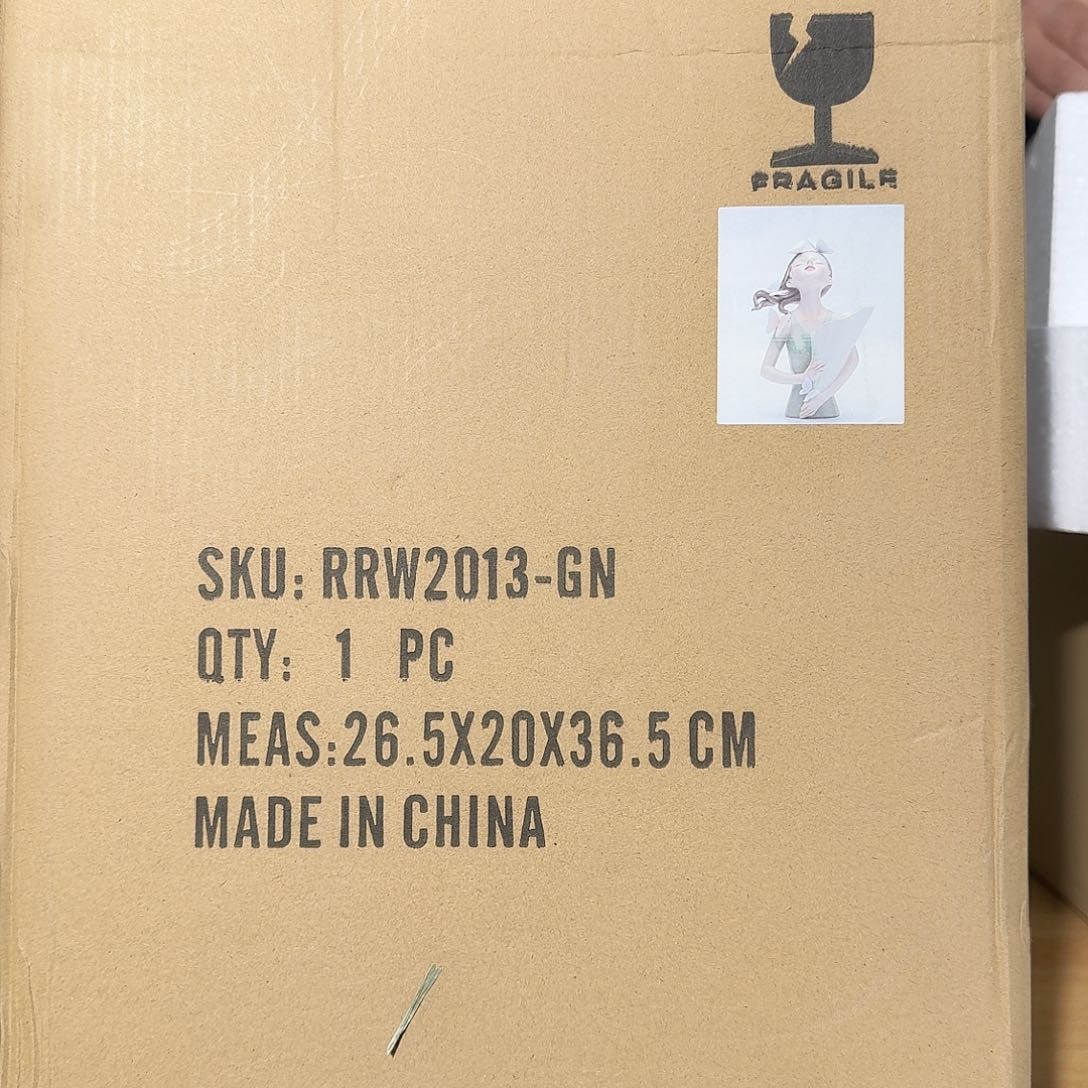 FRAGILE
SKU: RRW2013-GN
QTY: 1 PC
MEAS:26.5X20X36.5 CM
MADE IN CHINA